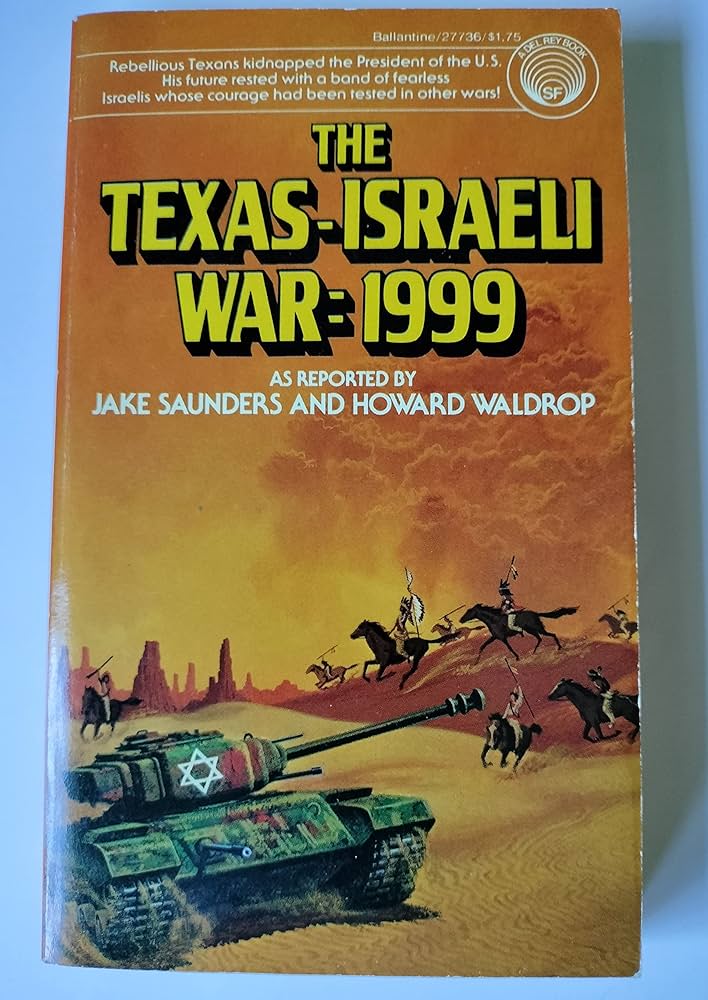 Ballantine/27736/$1.75
Rebellious Texans kidnapped the President of the U.S.
His future rested with a band of fearless
Israelis whose courage had been tested in other wars!
A DEL REY BOOK
SF
THE
TEXAS-ISRAELI
WAR: 1999
AS REPORTED BY
JAKE SAUNDERS AND HOWARD WALDROP